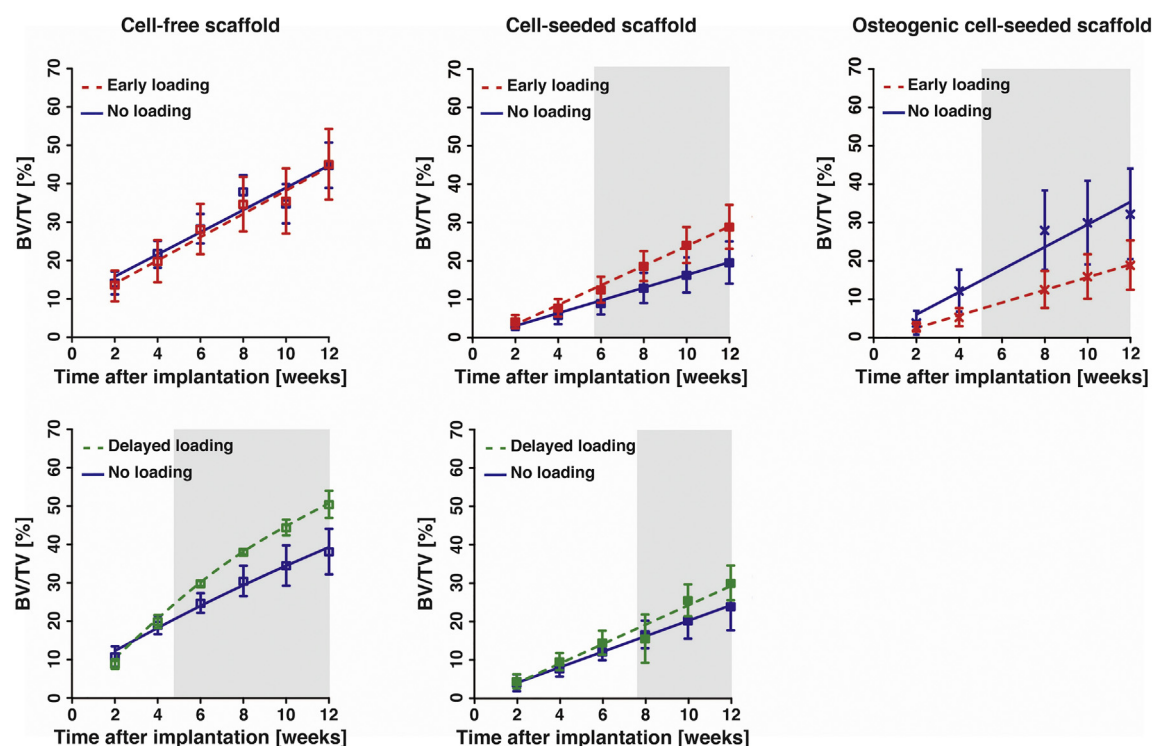 Cell-free scaffold
Cell-seeded scaffold
Osteogenic cell-seeded scaffold
70
60
50
40
30
20
10
0
BV/TV [%]
Early loading
No loading
0 2 4 6 8 10 12
Time after implantation [weeks]
70
60
50
40
30
20
10
0
BV/TV [%]
Early loading
No loading
0 2 4 6 8 10 12
Time after implantation [weeks]
70
60
50
40
30
20
10
0
BV/TV [%]
Early loading
No loading
0 2 4 6 8 10 12
Time after implantation [weeks]
70
60
50
40
30
20
10
0
BV/TV [%]
Delayed loading
No loading
0 2 4 6 8 10 12
Time after implantation [weeks]
70
60
50
40
30
20
10
0
BV/TV [%]
Delayed loading
No loading
0 2 4 6 8 10 12
Time after implantation [weeks]